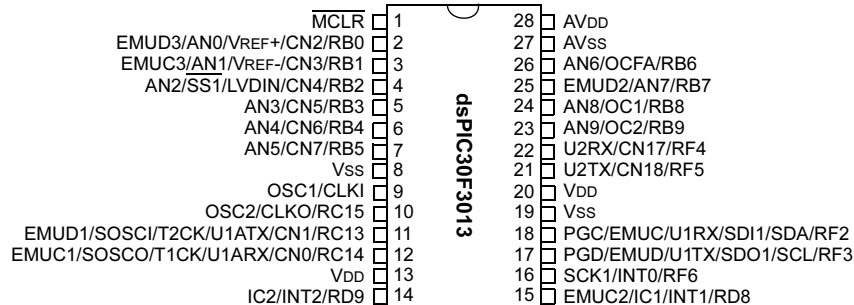 MCLR 1 28 AVDD
EMUD3/AN0/VREF+/CN2/RB0 2 27 AVSS
EMUC3/AN1/VREF-/CN3/RB1 3 26 AN6/OCFA/RB6
AN2/SS1/LVDIN/CN4/RB2 4 25 EMUD2/AN7/RB7
AN3/CN5/RB3 5 24 AN8/OC1/RB8
AN4/CN6/RB4 6 23 AN9/OC2/RB9
AN5/CN7/RB5 7 22 U2RX/CN17/RF4
VSS 8 21 U2TX/CN18/RF5
OSC1/CLKI 9 20 VDD
OSC2/CLKO/RC15 10 19 VSS
EMUD1/SOSCI/T2CK/U1ATX/CN1/RC13 11 18 PGC/EMUC/U1RX/SDI1/SDA/RF2
EMUC1/SOSCO/T1CK/U1ARX/CN0/RC14 12 17 PGD/EMUD/U1TX/SDO1/SCL/RF3
VDD 13 16 SCK1/INT0/RF6
IC2/INT2/RD9 14 15 EMUC2/IC1/INT1/RD8
dsPIC30F3013